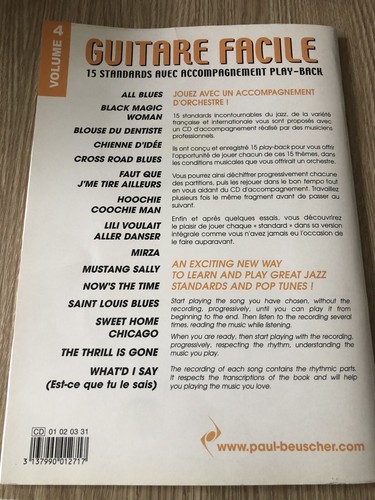 VOLUME 4
GUITARE FACILE
15 STANDARDS AVEC ACCOMPAGNEMENT PLAY-BACK
ALL BLUES
BLACK MAGIC
WOMAN
BLOUSE DU DENTISTE
CHIENNE D'IDÉE
CROSS ROAD BLUES
FAUT QUE
J'ME TIRE AILLEURS
HOOCHIE
COOCHIE MAN
LILI VOULAIT
ALLER DANSER
MIRZA
MUSTANG SALLY
NOW'S THE TIME
SAINT LOUIS BLUES
SWEET HOME
CHICAGO
THE THRILL IS GONE
WHAT'D I SAY
(Est-ce que tu le sais)
JOUEZ AVEC UN ACCOMPAGNEMENT
D'ORCHESTRE !
15 standards incontournables du jazz, de la variété
française et internationale vous sont proposés avec
un CD d'accompagnement réalisé par des musiciens
professionnels.
Ils ont conçu et enregistré 15 play-back pour vous offrir
l'opportunité de jouer chacun de ces 15 thèmes, dans
les conditions musicales que vous offrirait un orchestre.
Vous pourrez ainsi déchiffrer progressivement chacune
des partitions, puis les rejouer dans le bon tempo tout
en vous aidant du CD d'accompagnement. Travaillez
plusieurs fois le même fragment avant de passer au
suivant.
Enfin et après quelques essais, vous découvrirez
le plaisir de jouer chaque « standard » dans sa version
intégrale comme vous n'avez jamais eu l'occasion de
le faire auparavant.
AN EXCITING NEW WAY
TO LEARN AND PLAY GREAT JAZZ
STANDARDS AND POP TUNES !
Start playing the song you have chosen, without the
recording, progressively, until you can play it from
beginning to the end. Then listen to the recording several
times, reading the music while listening.
When you are ready, then start playing with the recording,
progressively, respecting the rhythm, understanding the
music you play.
The recording of each song contains the rhythmic parts.
It respects the transcriptions of the book and will help
you playing the music you love.
CD 01 02 03 31
3 137990 012717
www.paul-beuscher.com